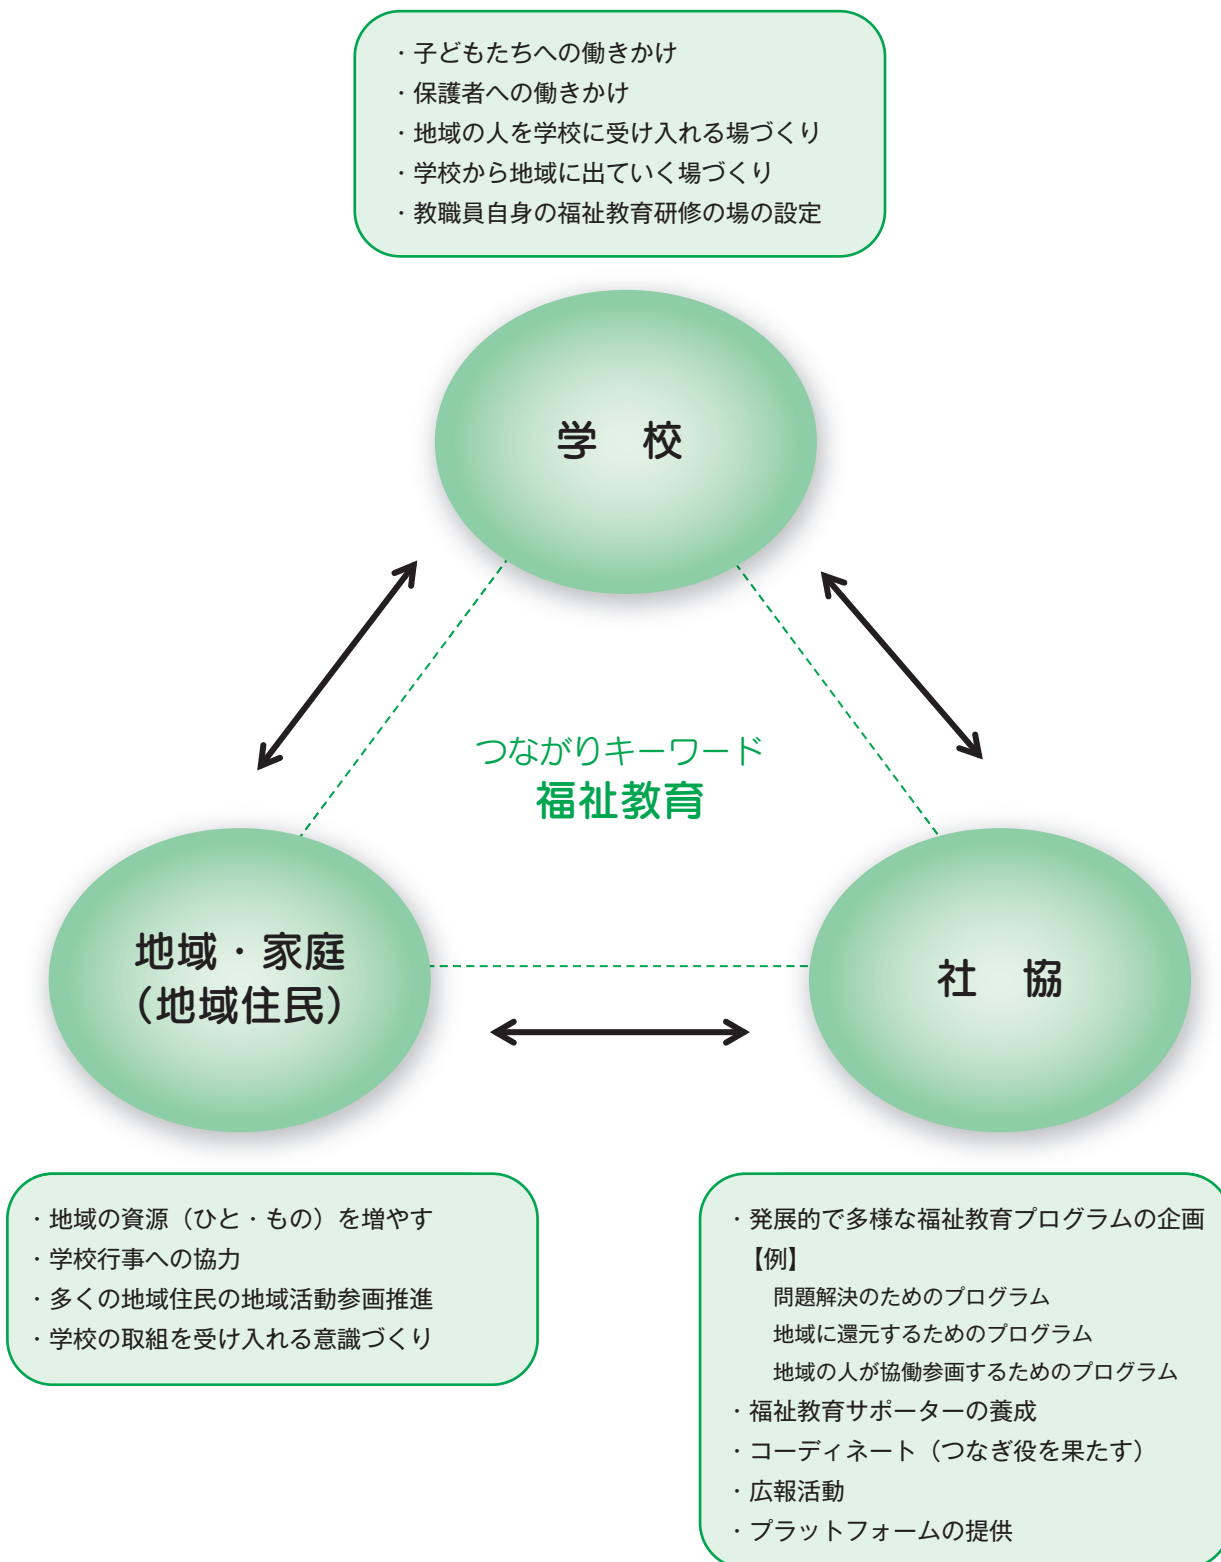 ・子どもたちへの働きかけ
・保護者への働きかけ
・地域の人を学校に受け入れる場づくり
・学校から地域に出ていく場づくり
・教職員自身の福祉教育研修の場の設定
学　校
つながりキーワード
福祉教育
地域・家庭
（地域住民）
社　協
・地域の資源（ひと・もの）を増やす
・学校行事への協力
・多くの地域住民の地域活動参画推進
・学校の取組を受け入れる意識づくり
・発展的で多様な福祉教育プログラムの企画
【例】
問題解決のためのプログラム
地域に還元するためのプログラム
地域の人が協働参画するためのプログラム
・福祉教育サポーターの養成
・コーディネート（つなぎ役を果たす）
・広報活動
・プラットフォームの提供